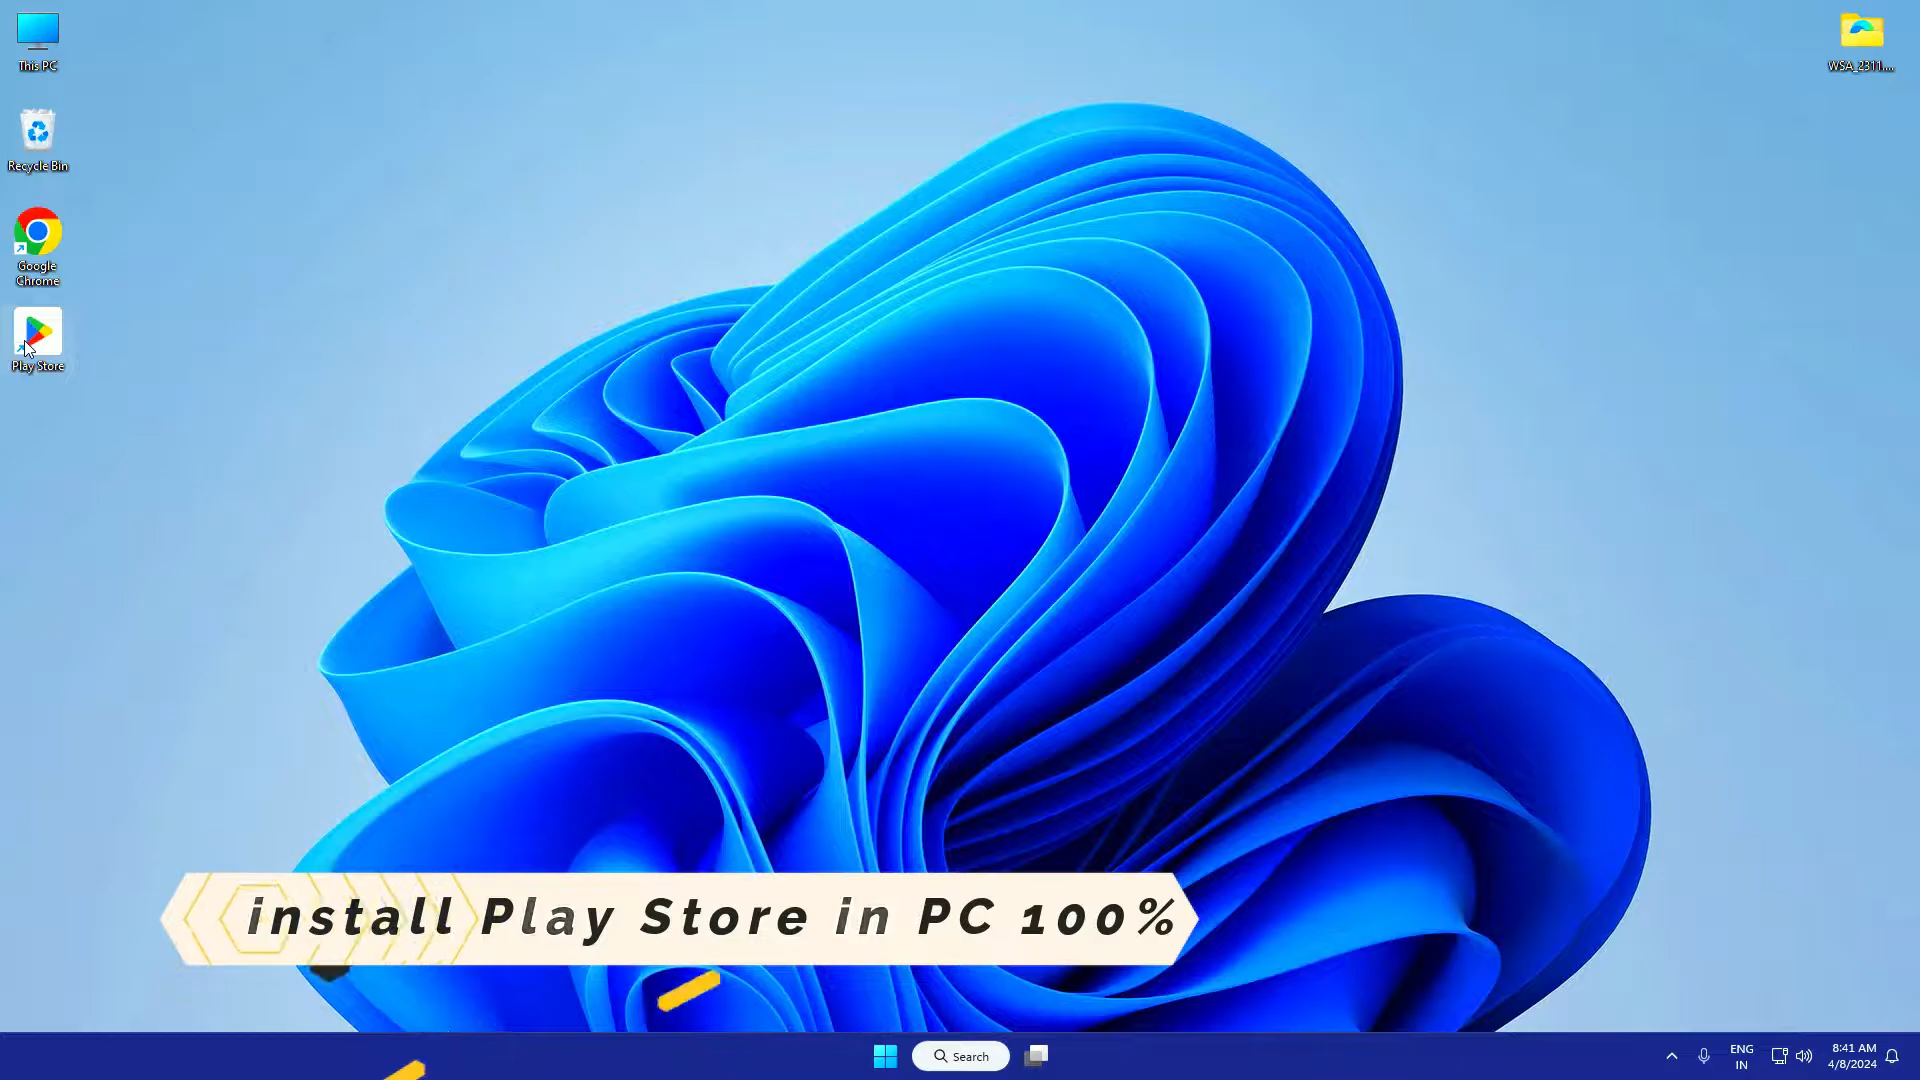 This PC
WSA_2311....
Recycle Bin
Google
Chrome
Play Store
install Play Store in PC 100%
Search
ENG
IN
8:41 AM
4/8/2024